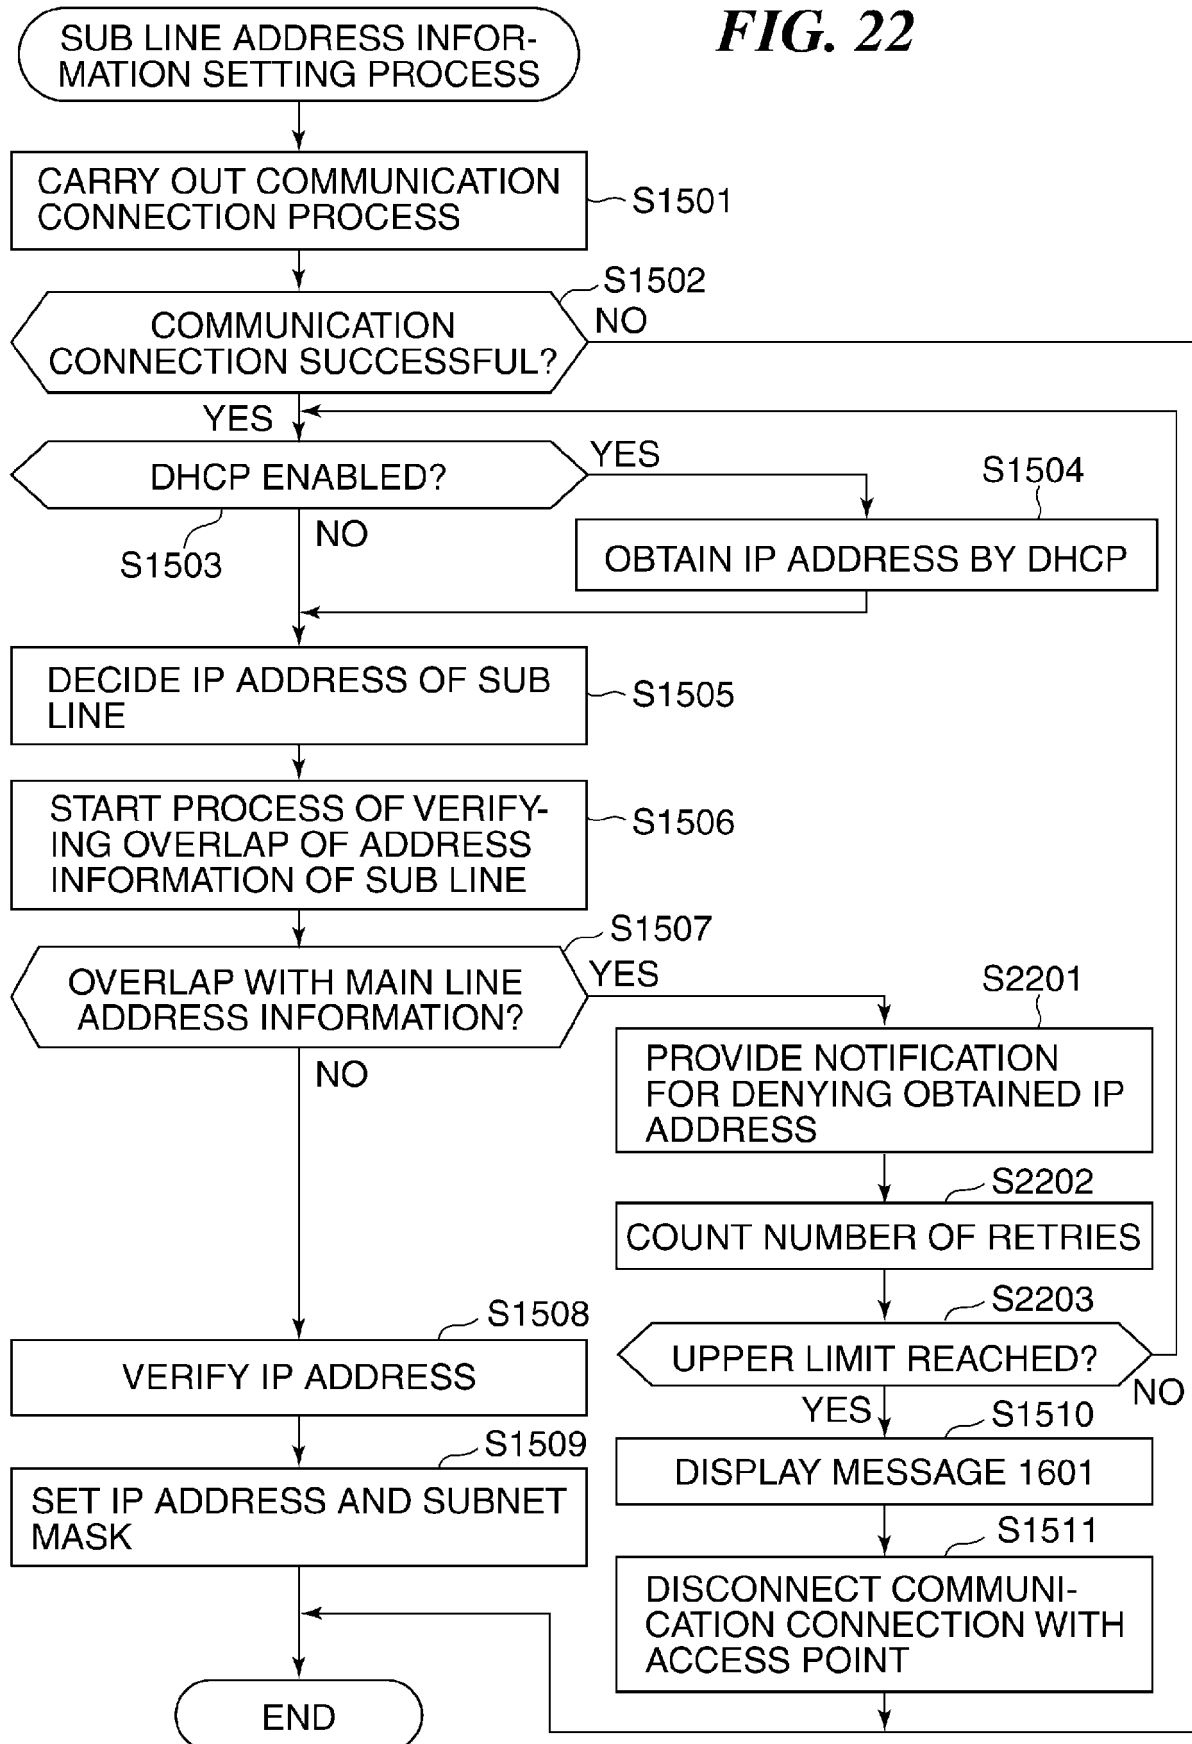 FIG. 22
SUB LINE ADDRESS INFOR-
MATION SETTING PROCESS
CARRY OUT COMMUNICATION
CONNECTION PROCESS
S1501
S1502
COMMUNICATION
CONNECTION SUCCESSFUL?
NO
YES
DHCP ENABLED?
YES
S1503
NO
S1504
OBTAIN IP ADDRESS BY DHCP
DECIDE IP ADDRESS OF SUB
LINE
S1505
START PROCESS OF VERIFY-
ING OVERLAP OF ADDRESS
INFORMATION OF SUB LINE
S1506
S1507
OVERLAP WITH MAIN LINE
ADDRESS INFORMATION?
YES
NO
S2201
PROVIDE NOTIFICATION
FOR DENYING OBTAINED IP
ADDRESS
S2202
COUNT NUMBER OF RETRIES
S2203
UPPER LIMIT REACHED?
NO
YES
S1508
VERIFY IP ADDRESS
S1509
SET IP ADDRESS AND SUBNET
MASK
S1510
DISPLAY MESSAGE 1601
S1511
DISCONNECT COMMUNI-
CATION CONNECTION WITH
ACCESS POINT
END